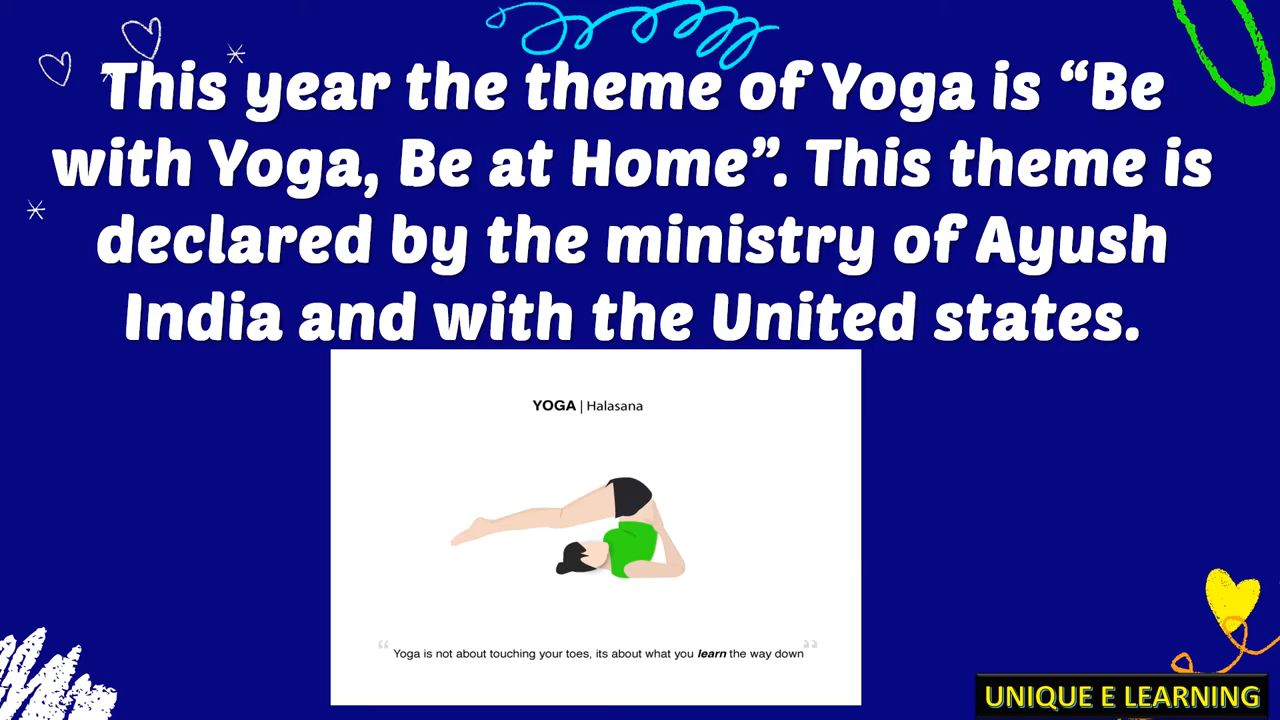 This year the theme of Yoga is “Be
with Yoga, Be at Home”. This theme is
declared by the ministry of Ayush
India and with the United states.
YOGA | Halasana
“ Yoga is not about touching your toes, its about what you learn the way down ”
UNIQUE E LEARNING